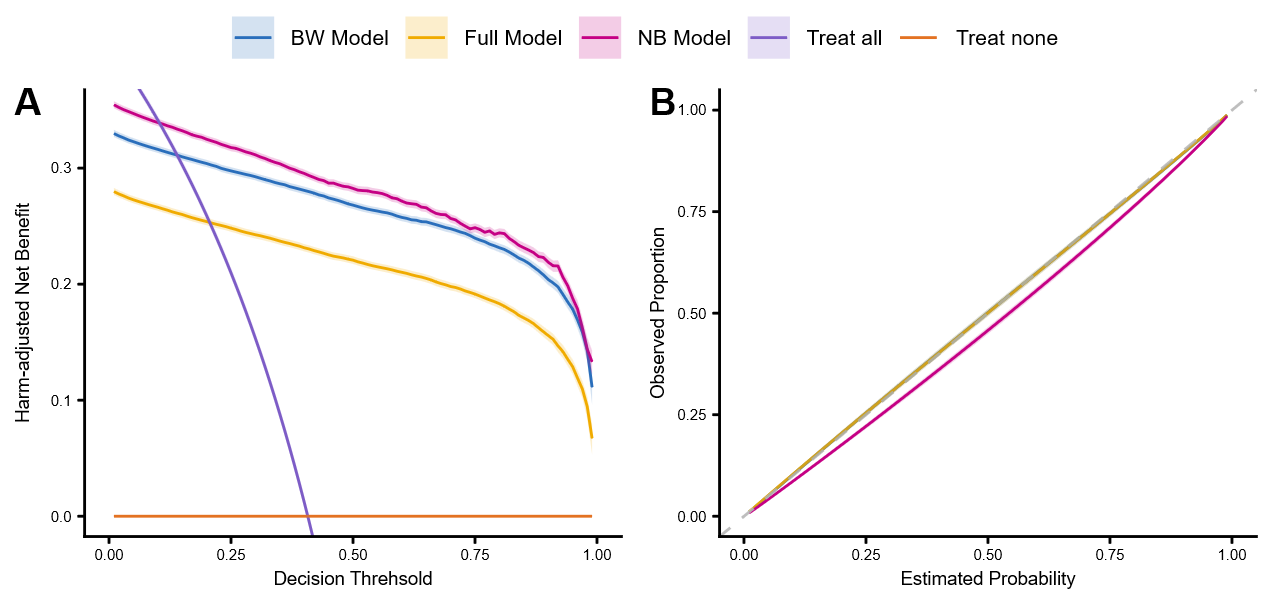 BW Model Full Model NB Model Treat all Treat none
A
Harm-adjusted Net Benefit
0.3
0.2
0.1
0.0
0.00 0.25 0.50 0.75 1.00
Decision Threhsold
B
Observed Proportion
1.00
0.75
0.50
0.25
0.00
0.00 0.25 0.50 0.75 1.00
Estimated Probability